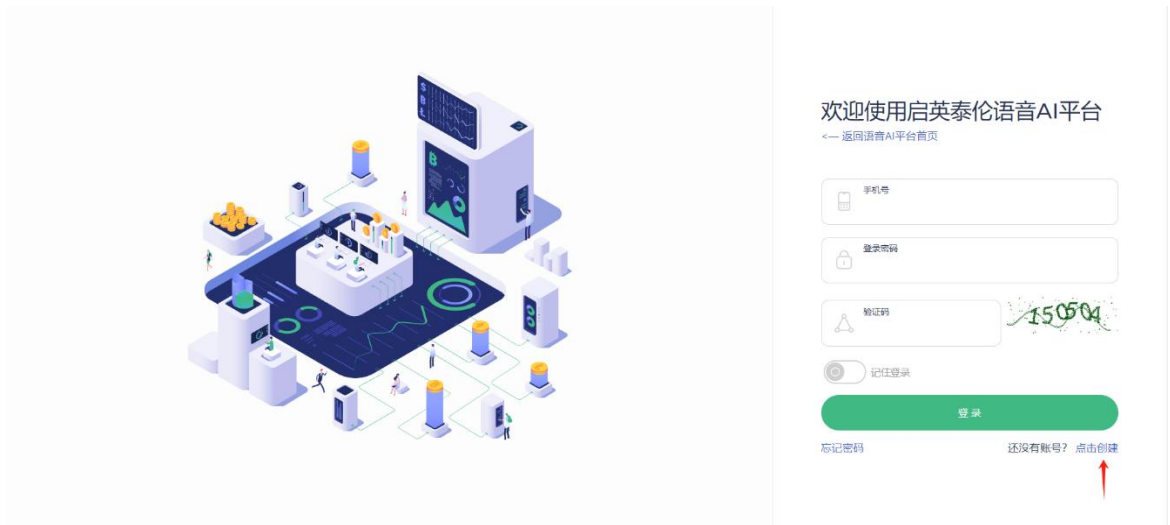 欢迎使用启英泰伦语音AI平台
<— 返回语音AI平台首页
手机号
登录密码
验证码
150504
记住登录
登 录
忘记密码
还没有账号? 点击创建
$
B
Ł
B